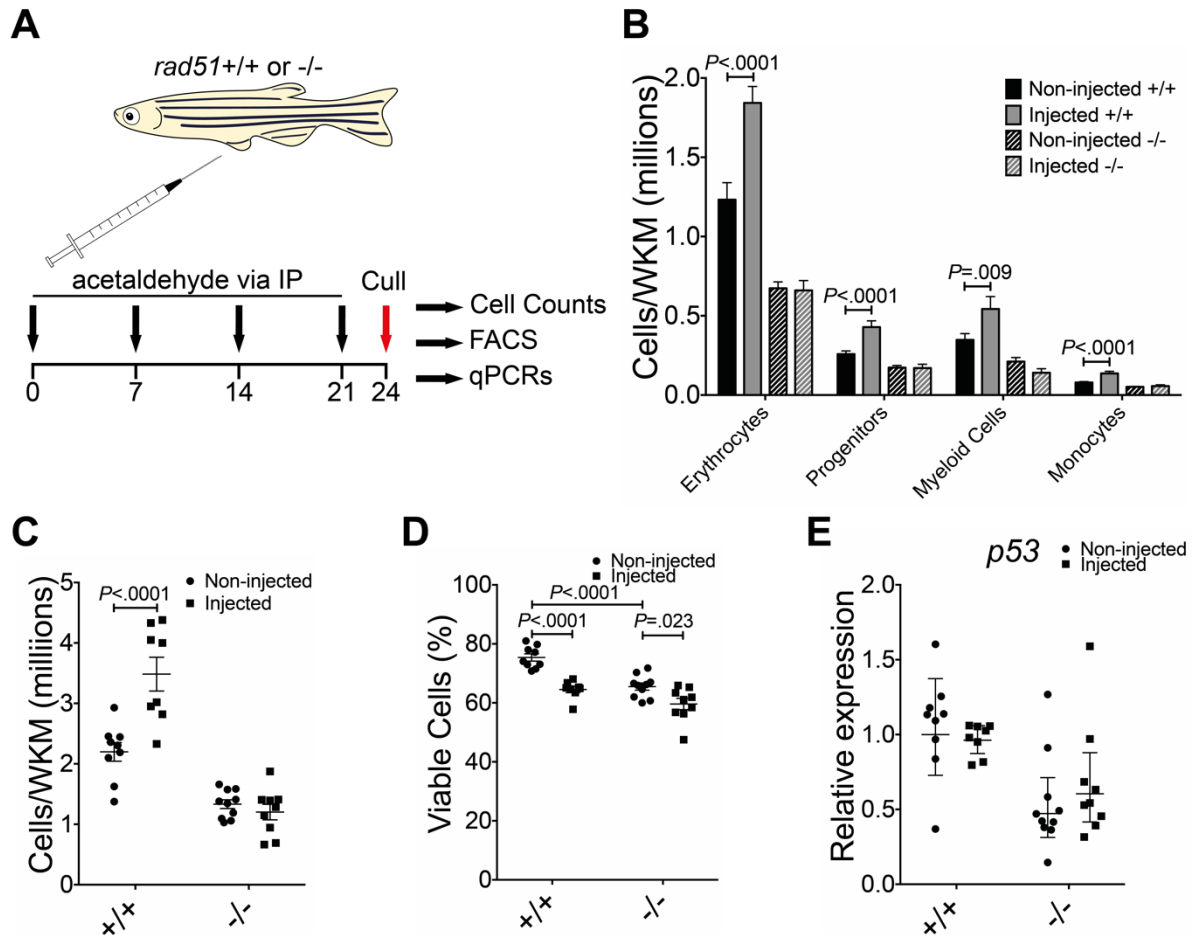 A
rad51+/+ or -/-
acetaldehyde via IP
Cull
Cell Counts
FACS
qPCRs
0 7 14 21 24
B
P<.0001
Non-injected +/+
Injected +/+
Non-injected -/-
Injected -/-
Cells/WKM (millions)
2.0
1.5
1.0
0.5
0.0
P<.0001
P=.009
P<.0001
Erythrocytes
Progenitors
Myeloid Cells
Monocytes
C
Non-injected
Injected
P<.0001
Cells/WKM (milliions)
5
4
3
2
1
0
+/+
-/-
D
Non-injected
Injected
P<.0001
P<.0001
P=.023
Viable Cells (%)
100
80
60
40
20
0
+/+
-/-
E
p53
Non-injected
Injected
Relative expression
2.0
1.5
1.0
0.5
0.0
+/+
-/-